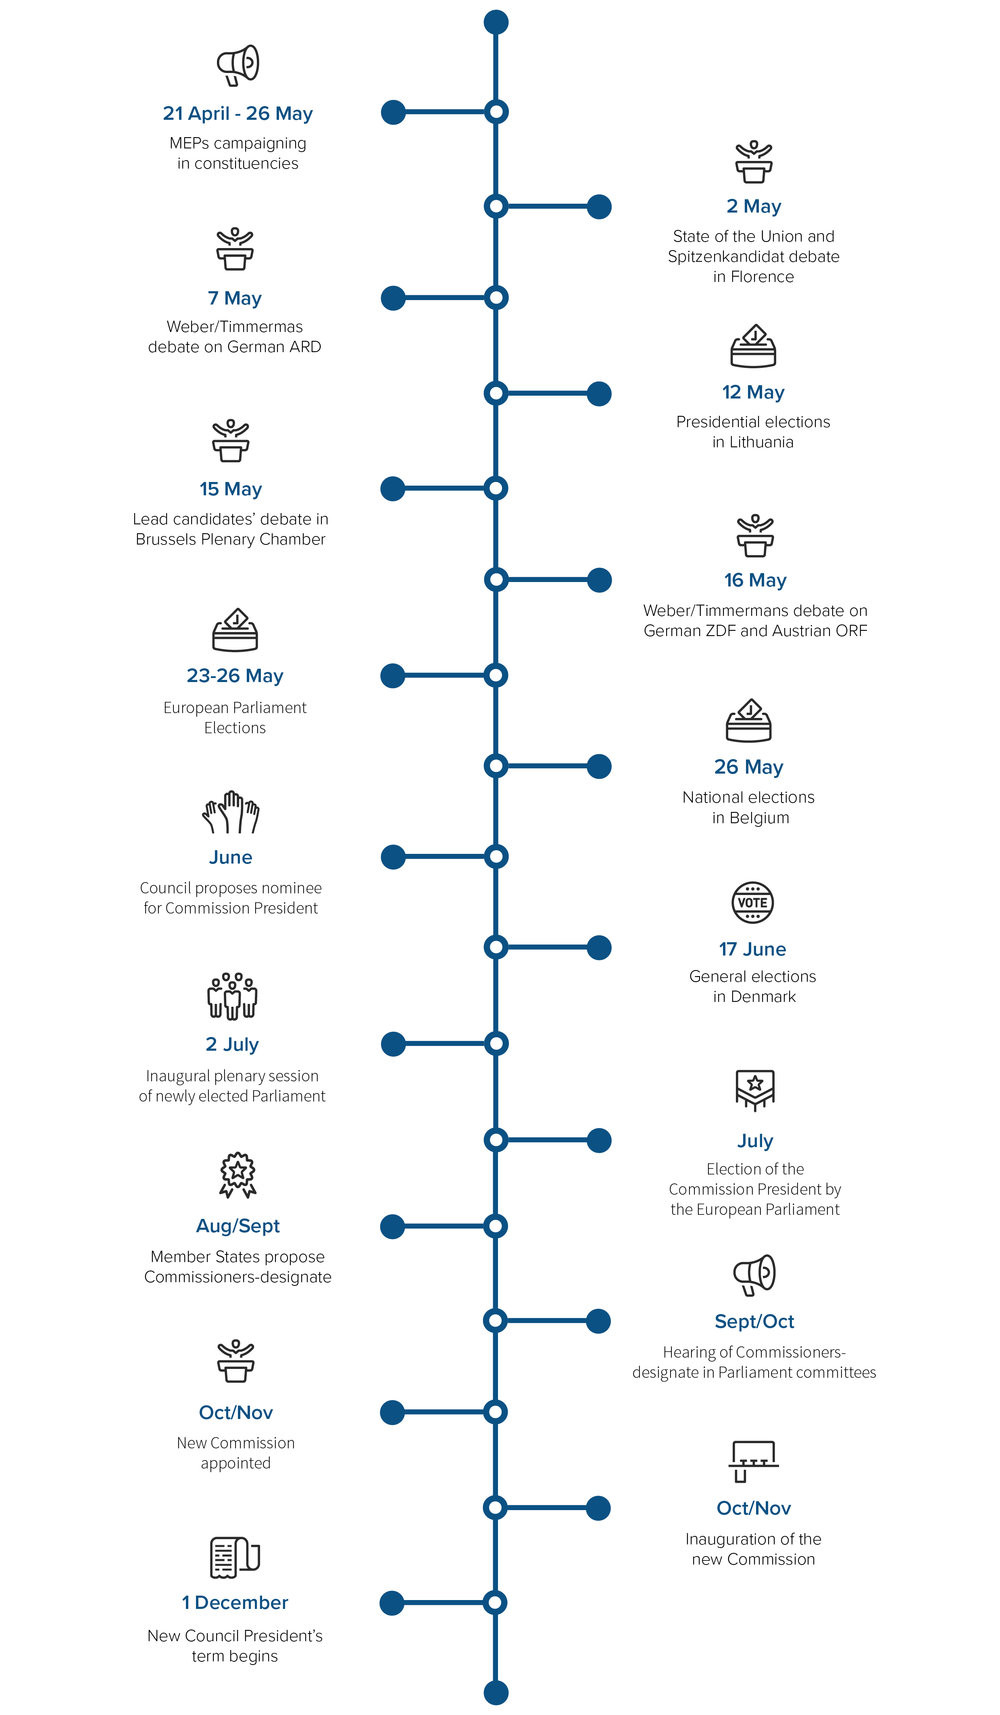 21 April - 26 May
MEPs campaigning
in constituencies
2 May
State of the Union and
Spitzenkandidat debate
in Florence
7 May
Weber/Timmermas
debate on German ARD
12 May
Presidential elections
in Lithuania
15 May
Lead candidates’ debate in
Brussels Plenary Chamber
16 May
Weber/Timmermans debate on
German ZDF and Austrian ORF
23-26 May
European Parliament
Elections
26 May
National elections
in Belgium
June
Council proposes nominee
for Commission President
VOTE
17 June
General elections
in Denmark
2 July
Inaugural plenary session
of newly elected Parliament
July
Election of the
Commission President by
the European Parliament
Aug/Sept
Member States propose
Commissioners-designate
Sept/Oct
Hearing of Commissioners-
designate in Parliament committees
Oct/Nov
New Commission
appointed
Oct/Nov
Inauguration of the
new Commission
1 December
New Council President’s
term begins